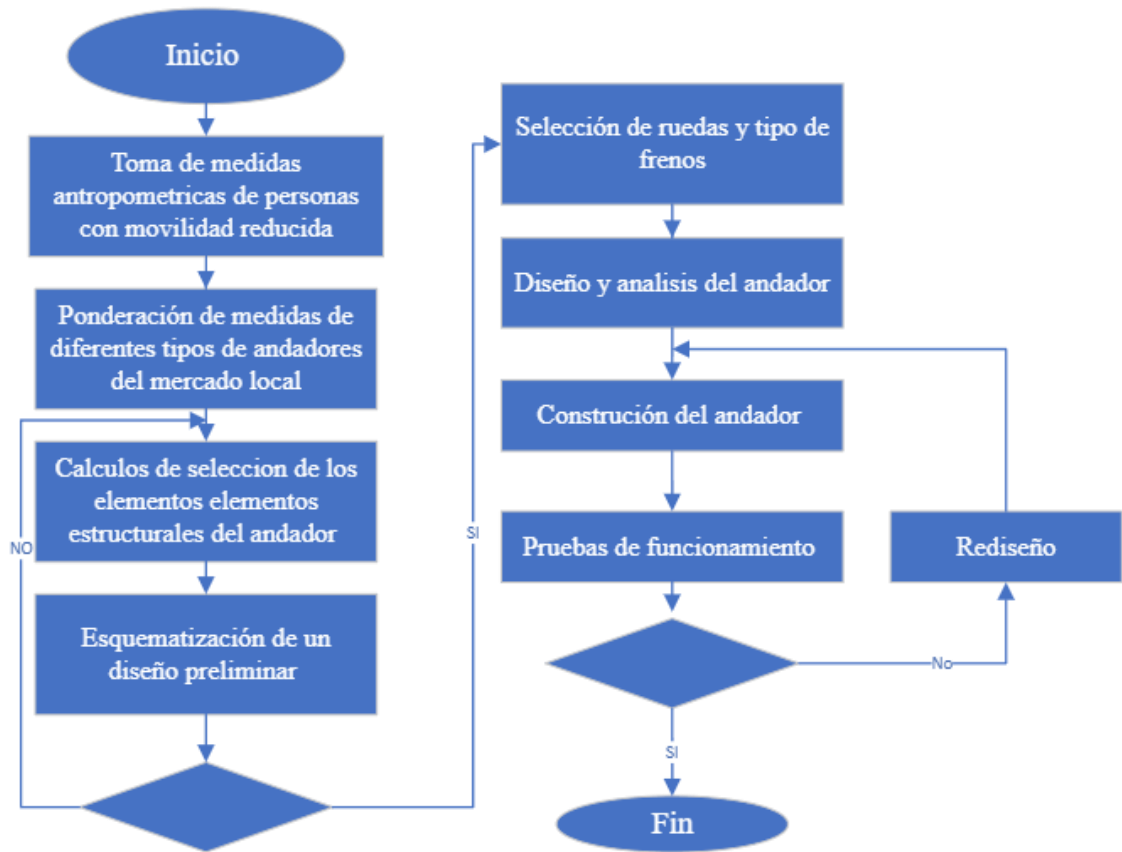 Inicio
Toma de medidas
antropometricas de personas
con movilidad reducida
Ponderación de medidas de
diferentes tipos de andadores
del mercado local
Calculos de seleccion de los
elementos elementos
estructurales del andador
NO
Esquematización de un
diseño preliminar
SI
Selección de ruedas y tipo de
frenos
Diseño y analisis del andador
Construción del andador
Pruebas de funcionamiento
Rediseño
No
SI
Fin